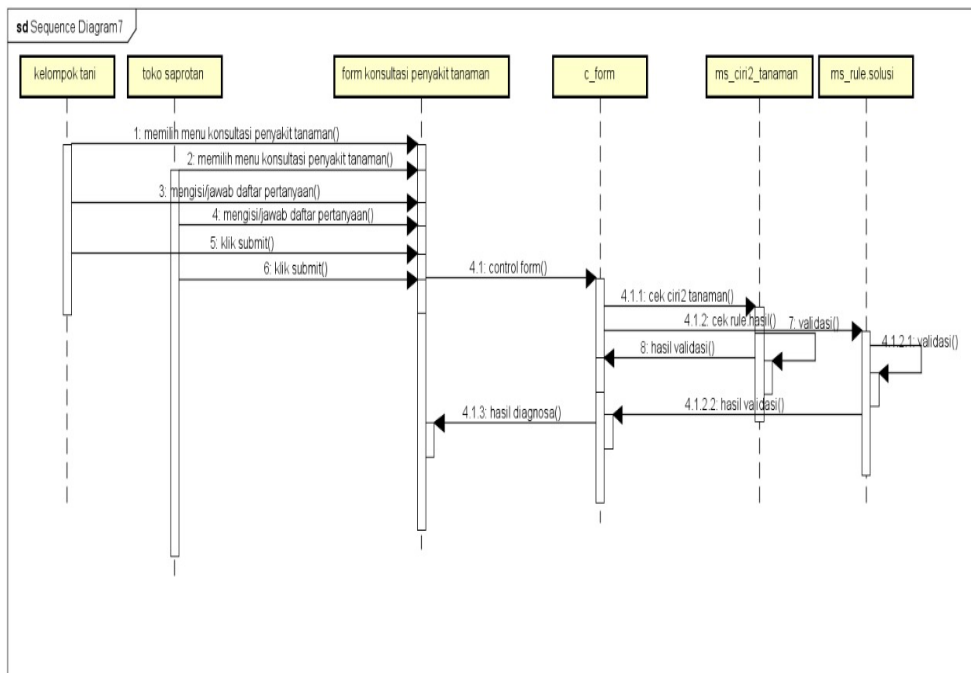 sd Sequence Diagram7
kelompok tani
toko saprotan
form konsultasi penyakit tanaman
c_form
ms_ciri2_tanaman
ms_rule.solusi
1: memilih menu konsultasi penyakit tanaman()
2: memilih menu konsultasi penyakit tanaman()
3: mengisi/jawab daftar pertanyaan()
4: mengisi/jawab daftar pertanyaan()
5: klik submit()
6: klik submit()
4.1: control form()
4.1.1: cek ciri2 tanaman()
4.1.2: cek rule.hasil()
7: validasi()
8: hasil validasi()
4.1.2.1: validasi()
4.1.2.2: hasil validasi()
4.1.3: hasil diagnosa()